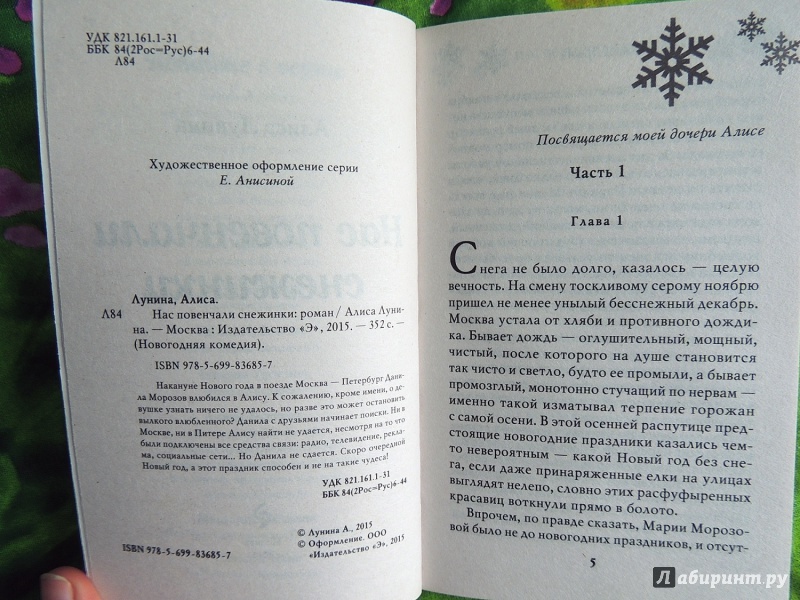 УДК 821.161.1-31
ББК 84(2Рос=Рус)6-44
Л84
Художественное оформление серии
Е. Анисиной
Лунина, Алиса.
Л84 Нас повенчали снежинки: роман / Алиса Луни-
на. — Москва : Издательство «Э», 2015. — 352 с. —
(Новогодняя комедия).
ISBN 978-5-699-83685-7
Накануне Нового года в поезде Москва — Петербург Дани-
ла Морозов влюбился в Алису. К сожалению, кроме имени, о де-
вушке узнать ничего не удалось, но разве это может остановить
пылкого влюбленного? Данила с друзьями начинает поиски. Ни в
Москве, ни в Питере Алису найти не удается, несмотря на то что
были подключены все средства связи: радио, телевидение, рекла-
ма, социальные сети... Но Данила не сдается. Скоро очередной
Новый год, а этот праздник способен и не на такие чудеса!
УДК 821.161.1-31
ББК 84(2Рос=Рус)6-44
© Лунина А., 2015
© Оформление. ООО
«Издательство «Э», 2015
ISBN 978-5-699-83685-7
Посвящается моей дочери Алисе
Часть 1
Глава 1
Снега не было долго, казалось — целую
вечность. На смену тоскливому серому ноябрю
пришел не менее унылый бесснежный декабрь.
Москва устала от хляби и противного дожди-
ка. Бывает дождь — оглушительный, мощный,
чистый, после которого на душе становится
так чисто и светло, будто ее промыли, а бывает
промозглый, монотонно стучащий по нервам —
именно такой изматывал терпение горожан
с самой осени. В этой осенней распутице пред-
стоящие новогодние праздники казались чем-
то невероятным — какой Новый год без сне-
га, если даже принаряженные елки на улицах
выглядят нелепо, словно этих расфуфыренных
красавиц воткнули прямо в болото.
Впрочем, по правде сказать, Марии Морозо-
вой было не до новогодних праздников, и отсут-
5
Лабиринт.ру